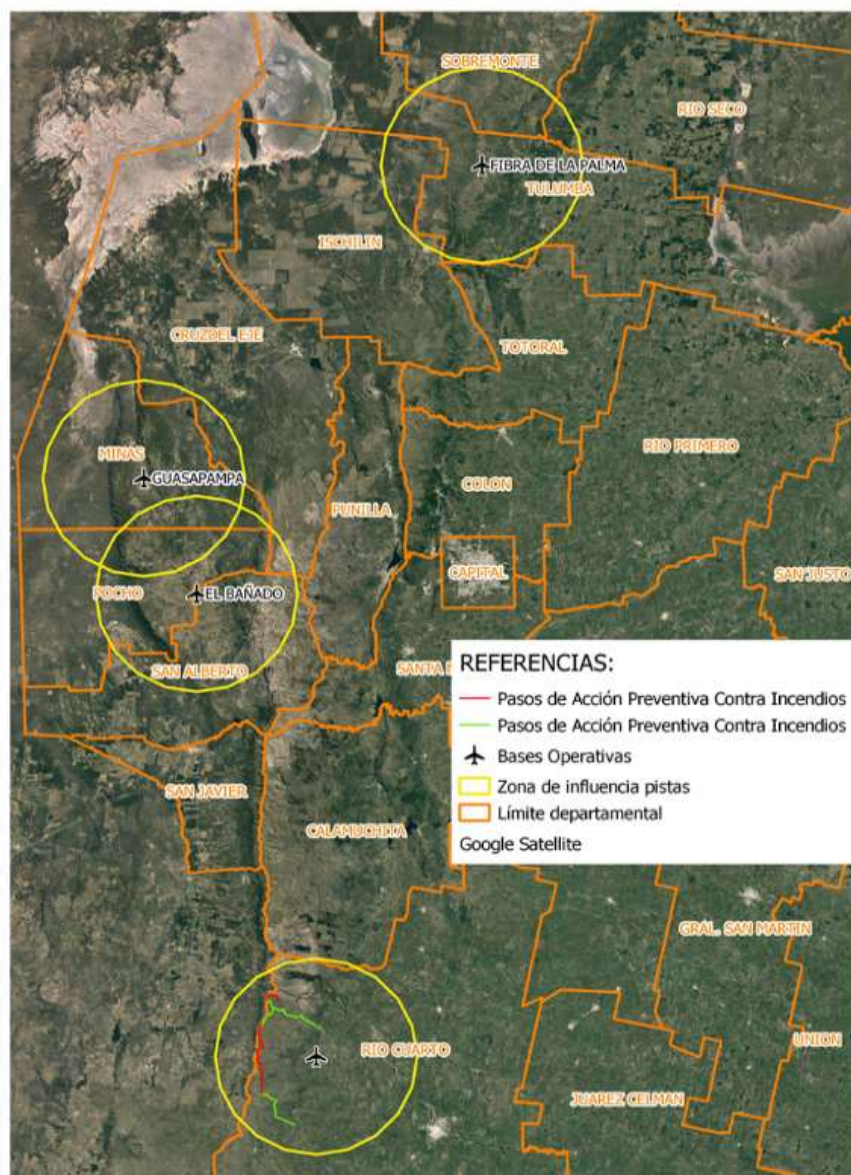 SOBREMONTE
RIO SECO
FIBRA DE LA PALMA
TULUMBA
ISCHILIN
CRUZDEL EJE
TOTORAL
RIO PRIMERO
MINAS
GUASAPAMPA
COLON
PUNILLA
CAPITAL
SAN JUSTO
POCHO
EL BAÑADO
SAN ALBERTO
SANTA
REFERENCIAS:
Pasos de Acción Preventiva Contra Incendios
Pasos de Acción Preventiva Contra Incendios
Bases Operativas
Zona de influencia pistas
Límite departamental
Google Satellite
SAN JAVIER
CALAMUCHITA
GRÁL. SAN MARTIN
UNION
RIO CUARTO
JUAREZ CELMAN